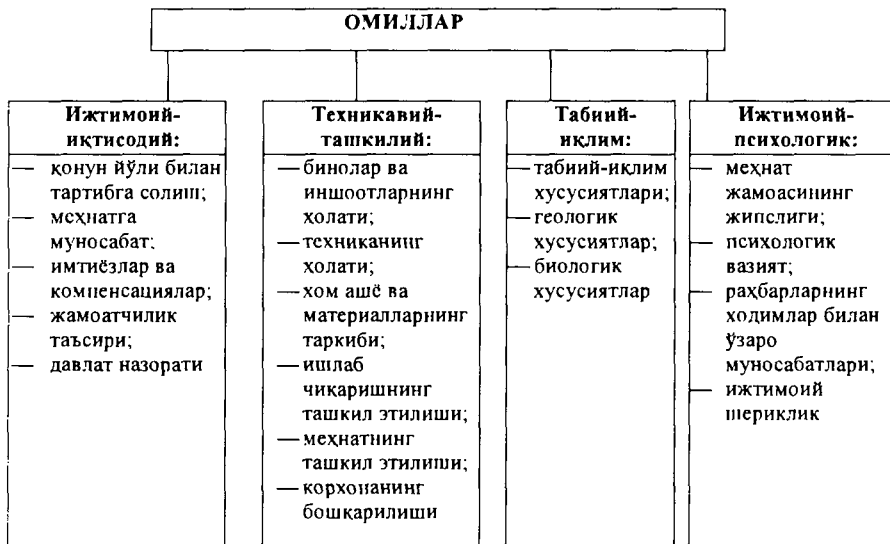 ОМИЛЛАР
Ижтимоий-
иқтисодий:
— қонун йўли билан
тартибга солиш;
— меҳнатга
муносабат;
— имтиёзлар ва
компенсациялар;
— жамоатчилик
таъсири;
— давлат назорати
Техникавий-
ташкилий:
— бинолар ва
иншоотларнинг
ҳолати;
— техниканинг
ҳолати;
— хом ашё ва
материалларнинг
таркиби;
— ишлаб
чиқаришнинг
ташкил этилиши;
— меҳнатнинг
ташкил этилиши;
— корхонанинг
бошқарилиши
Табиий-
иқлим:
— табиий-иқлим
хусусиятлари;
— геологик
хусусиятлар;
— биологик
хусусиятлар
Ижтимоий-
психологик:
— меҳнат
жамоасининг
жипслиги;
— психологик
вазият;
— раҳбарларнинг
ходимлар билан
ўзаро
муносабатлари;
— ижтимоий
шериклик